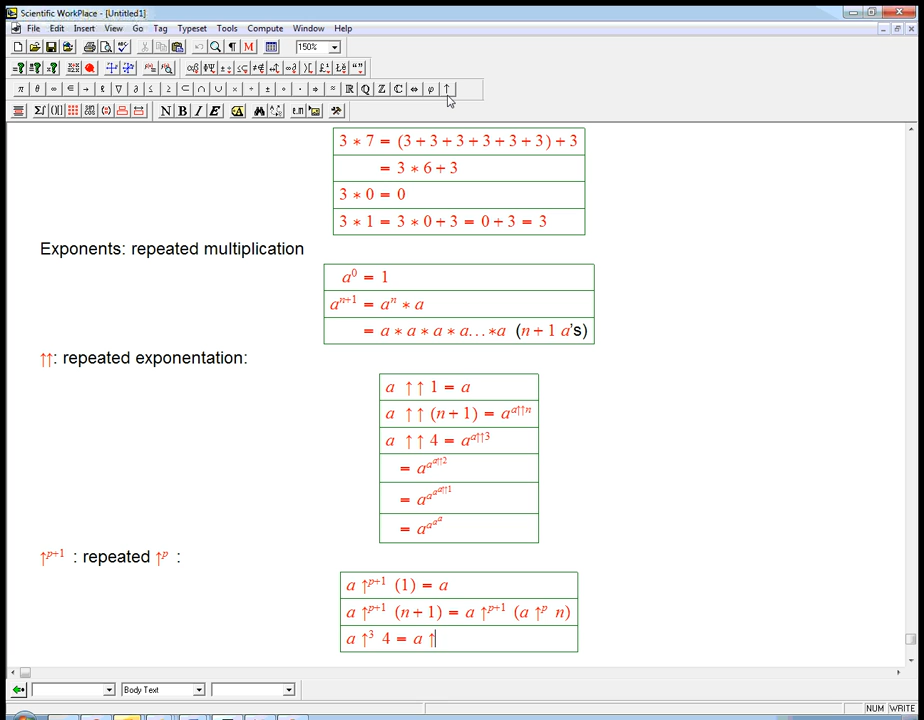 Scientific WorkPlace - [Untitled1]
File Edit Insert View Go Tag Typeset Tools Compute Window Help
150%
π θ ∞ ∈ → ℓ ∇ ∂ ≤ ≥ ⊂ ∩ ∪ × ÷ ± ∘ · ⇒ ≈ ℝ ℚ ℤ ℂ ⇔ φ ↑
N B I E
3 * 7 = (3 + 3 + 3 + 3 + 3 + 3) + 3
= 3 * 6 + 3
3 * 0 = 0
3 * 1 = 3 * 0 + 3 = 0 + 3 = 3
Exponents: repeated multiplication
a^0 = 1
a^{n+1} = a^n * a
= a * a * a * a... *a (n + 1 a's)
↑↑: repeated exponentation:
a ↑↑ 1 = a
a ↑↑ (n + 1) = a^{a↑↑n}
a ↑↑ 4 = a^{a↑↑3}
= a^{a^{a↑↑2}}
= a^{a^{a^{a↑↑1}}}
= a^{a^{a^{a}}}
↑^{p+1} : repeated ↑^p :
a ↑^{p+1} (1) = a
a ↑^{p+1} (n + 1) = a ↑^{p+1} (a ↑^p n)
a ↑^3 4 = a ↑
Body Text
NUM WRITE